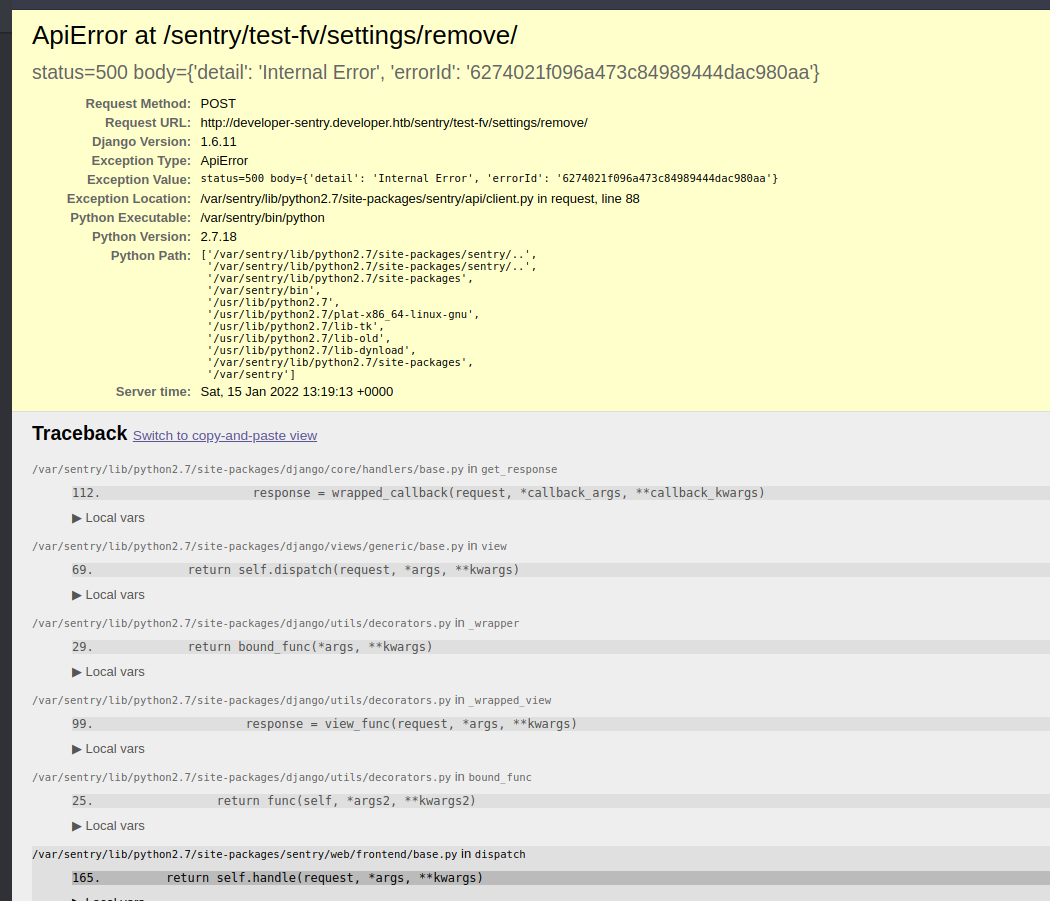 ApiError at /sentry/test-fv/settings/remove/
status=500 body={'detail': 'Internal Error', 'errorId': '6274021f096a473c84989444dac980aa'}
Request Method: POST
Request URL: http://developer-sentry.developer.htb/sentry/test-fv/settings/remove/
Django Version: 1.6.11
Exception Type: ApiError
Exception Value: status=500 body={'detail': 'Internal Error', 'errorId': '6274021f096a473c84989444dac980aa'}
Exception Location: /var/sentry/lib/python2.7/site-packages/sentry/api/client.py in request, line 88
Python Executable: /var/sentry/bin/python
Python Version: 2.7.18
Python Path: ['/var/sentry/lib/python2.7/site-packages/sentry/..',
'/var/sentry/lib/python2.7/site-packages/sentry/..',
'/var/sentry/lib/python2.7/site-packages',
'/var/sentry/bin',
'/usr/lib/python2.7',
'/usr/lib/python2.7/plat-x86_64-linux-gnu',
'/usr/lib/python2.7/lib-tk',
'/usr/lib/python2.7/lib-old',
'/usr/lib/python2.7/lib-dynload',
'/var/sentry/lib/python2.7/site-packages',
'/var/sentry']
Server time: Sat, 15 Jan 2022 13:19:13 +0000
Traceback Switch to copy-and-paste view
/var/sentry/lib/python2.7/site-packages/django/core/handlers/base.py in get_response
112. response = wrapped_callback(request, *callback_args, **callback_kwargs)
▶ Local vars
/var/sentry/lib/python2.7/site-packages/django/views/generic/base.py in view
69. return self.dispatch(request, *args, **kwargs)
▶ Local vars
/var/sentry/lib/python2.7/site-packages/django/utils/decorators.py in _wrapper
29. return bound_func(*args, **kwargs)
▶ Local vars
/var/sentry/lib/python2.7/site-packages/django/utils/decorators.py in _wrapped_view
99. response = view_func(request, *args, **kwargs)
▶ Local vars
/var/sentry/lib/python2.7/site-packages/django/utils/decorators.py in bound_func
25. return func(self, *args2, **kwargs2)
▶ Local vars
/var/sentry/lib/python2.7/site-packages/sentry/web/frontend/base.py in dispatch
165. return self.handle(request, *args, **kwargs)